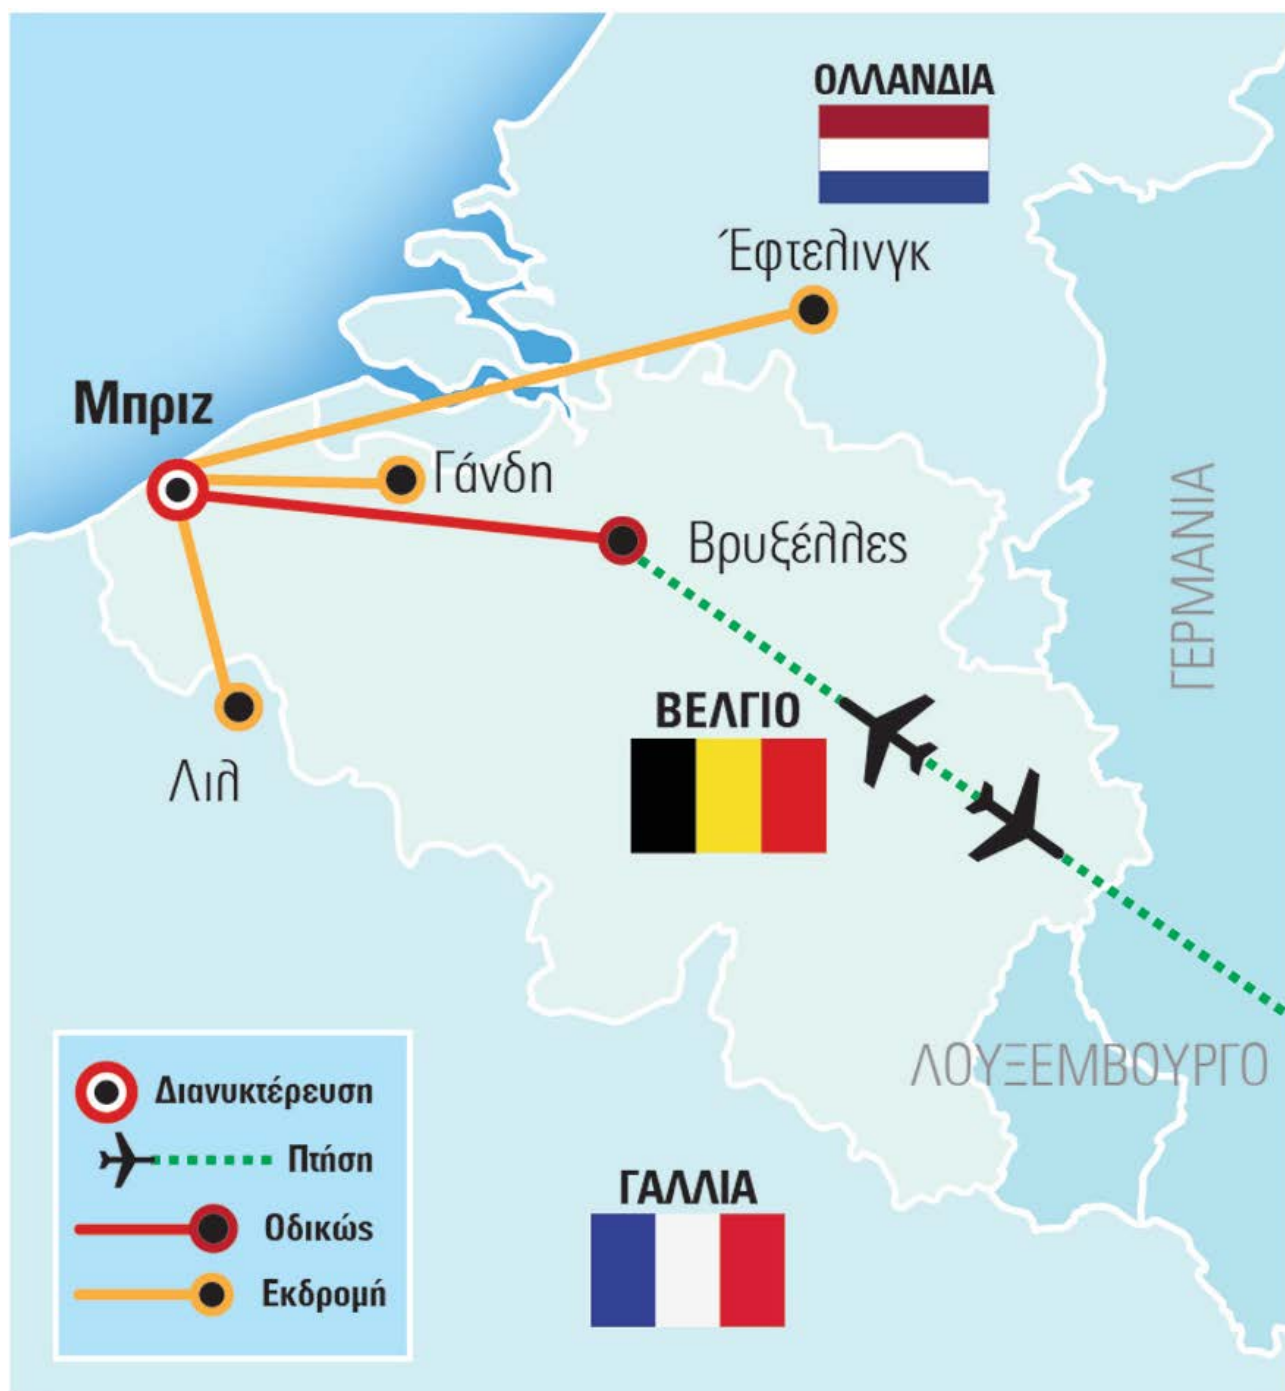 ΟΛΛΑΝΔΙΑ
Έφτελινγκ
Μπριζ
Γάνδη
Βρυξέλλες
ΓΕΡΜΑΝΙΑ
ΒΕΛΓΙΟ
Λιλ
ΛΟΥΞΕΜΒΟΥΡΓΟ
ΓΑΛΛΙΑ
Διανυκτέρευση
Πτήση
Οδικώς
Εκδρομή